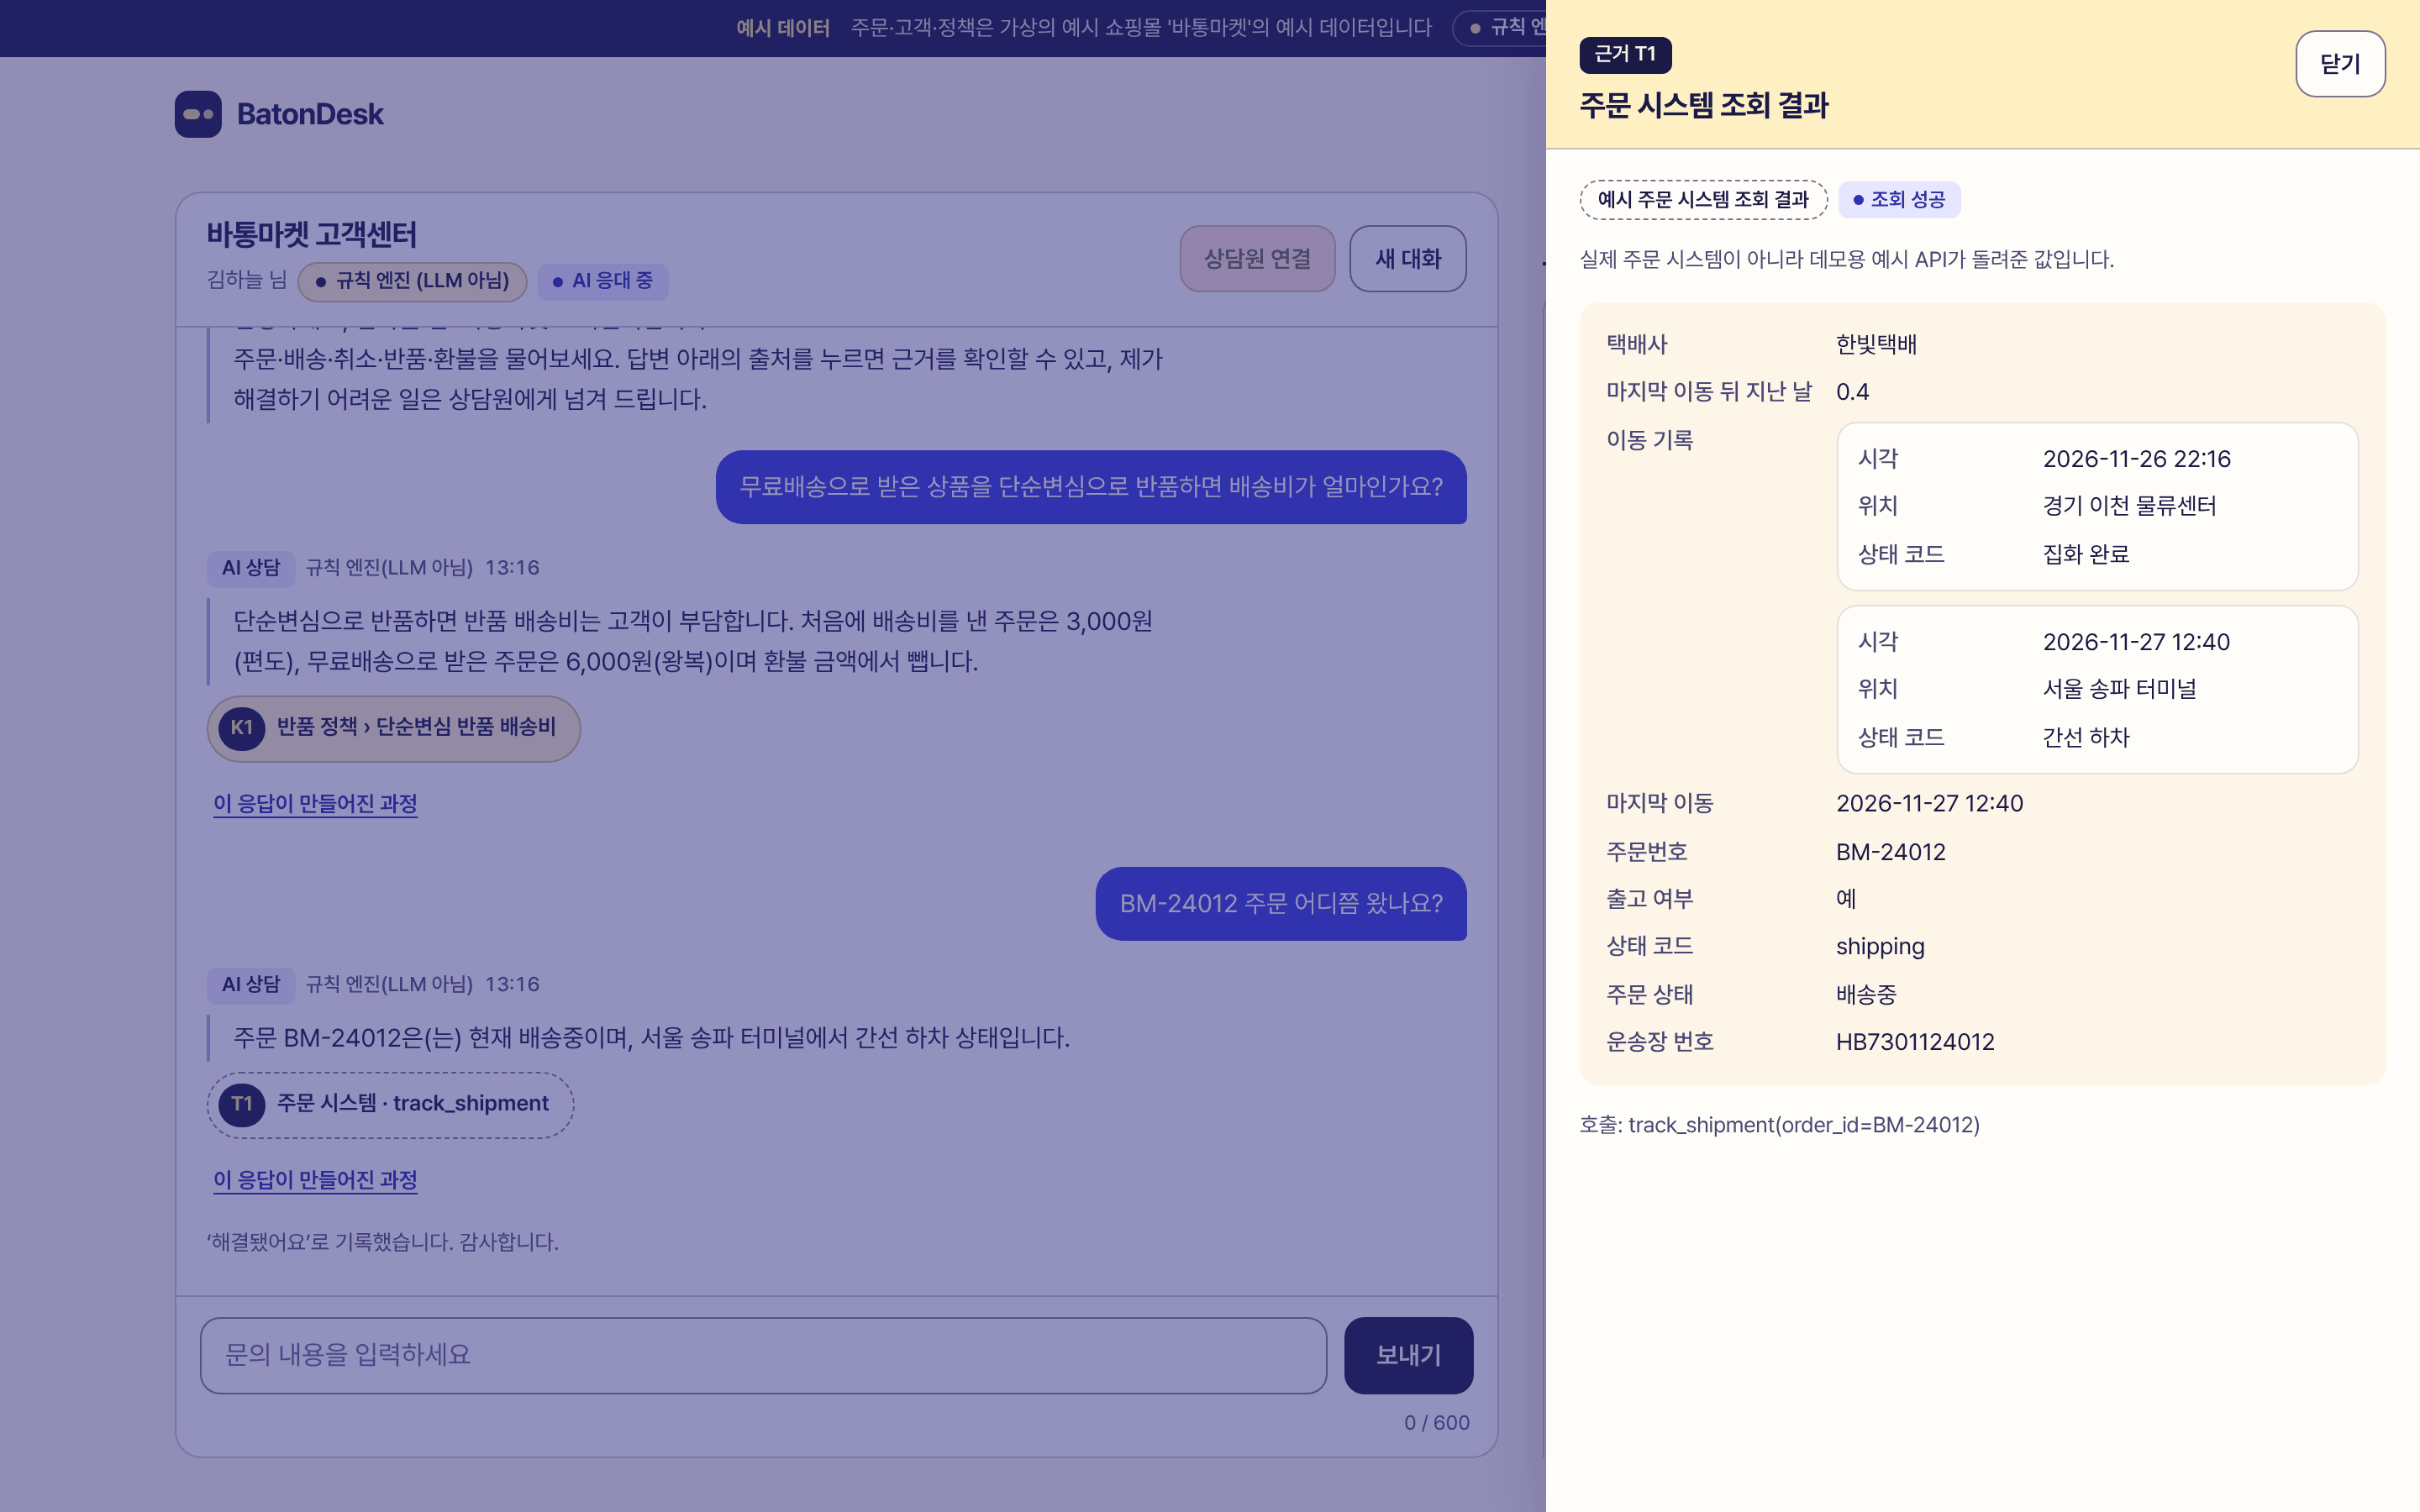 예시 데이터 주문·고객·정책은 가상의 예시 쇼핑몰 '바통마켓'의 예시 데이터입니다 규칙
BatonDesk
바통마켓 고객센터
김하늘 님 규칙 엔진 (LLM 아님) AI 응대 중
상담원 연결 새 대화
주문·배송·취소·반품·환불을 물어보세요. 답변 아래의 출처를 누르면 근거를 확인할 수 있고, 제가
해결하기 어려운 일은 상담원에게 넘겨 드립니다.
무료배송으로 받은 상품을 단순변심으로 반품하면 배송비가 얼마인가요?
AI 상담 규칙 엔진(LLM 아님) 13:16
단순변심으로 반품하면 반품 배송비는 고객이 부담합니다. 처음에 배송비를 낸 주문은 3,000원
(편도), 무료배송으로 받은 주문은 6,000원(왕복)이며 환불 금액에서 뺍니다.
K1 반품 정책 › 단순변심 반품 배송비
이 응답이 만들어진 과정
BM-24012 주문 어디쯤 왔나요?
AI 상담 규칙 엔진(LLM 아님) 13:16
주문 BM-24012은(는) 현재 배송중이며, 서울 송파 터미널에서 간선 하차 상태입니다.
T1 주문 시스템 · track_shipment
이 응답이 만들어진 과정
‘해결됐어요’로 기록했습니다. 감사합니다.
문의 내용을 입력하세요
보내기
0 / 600
근거 T1
주문 시스템 조회 결과
닫기
예시 주문 시스템 조회 결과 조회 성공
실제 주문 시스템이 아니라 데모용 예시 API가 돌려준 값입니다.
택배사 한빛택배
마지막 이동 뒤 지난 날 0.4
이동 기록
시각 2026-11-26 22:16
위치 경기 이천 물류센터
상태 코드 집화 완료
시각 2026-11-27 12:40
위치 서울 송파 터미널
상태 코드 간선 하차
마지막 이동 2026-11-27 12:40
주문번호 BM-24012
출고 여부 예
상태 코드 shipping
주문 상태 배송중
운송장 번호 HB7301124012
호출: track_shipment(order_id=BM-24012)